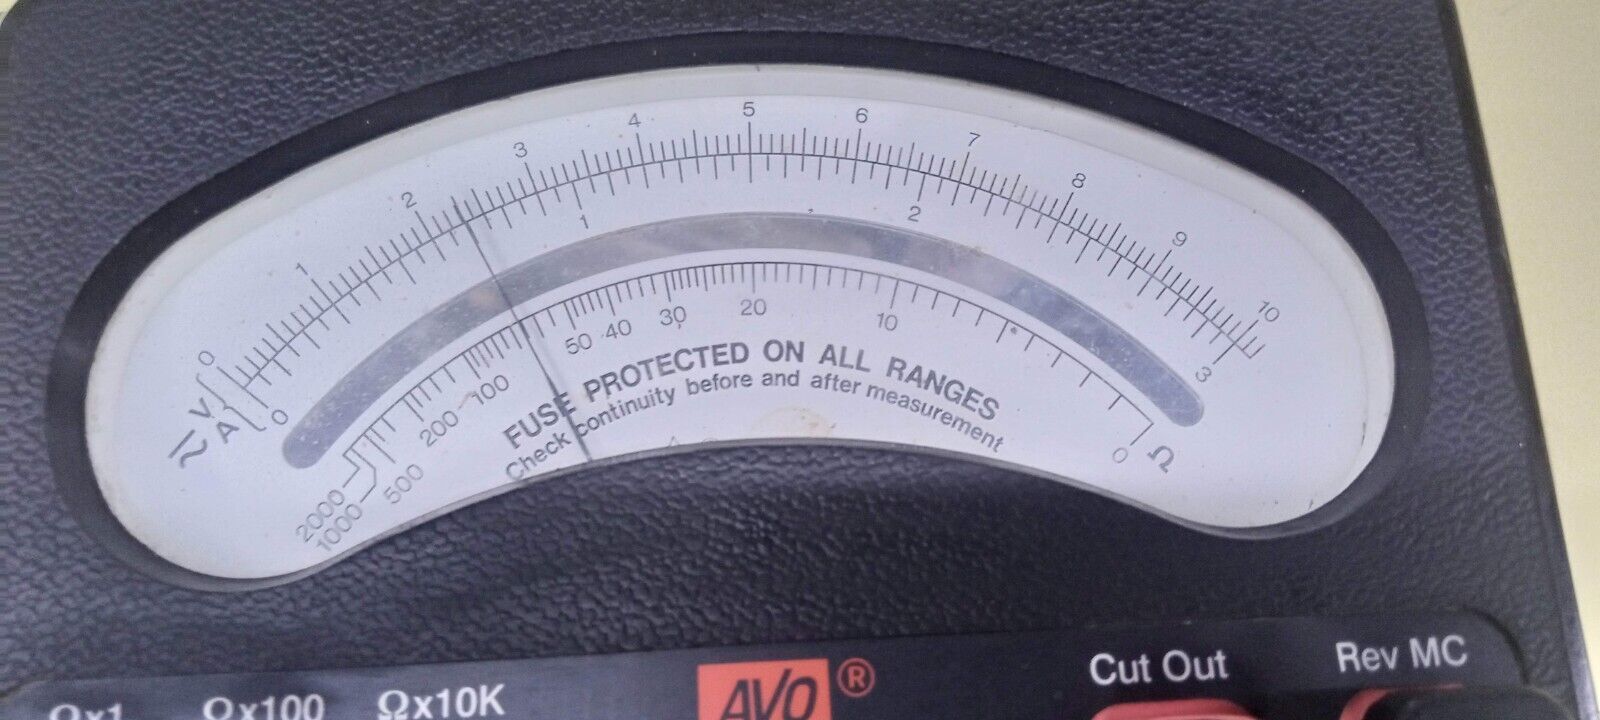 0 1 2 3 4 5 6 7 8 9 10
V
A
0 1 2 3
2000 1000 500 200 100 50 40 30 20 10 0 Ω
FUSE PROTECTED ON ALL RANGES
Check continuity before and after measurement
Cut Out
Rev MC
Ωx1 Ωx100 Ωx10K
AVO ®